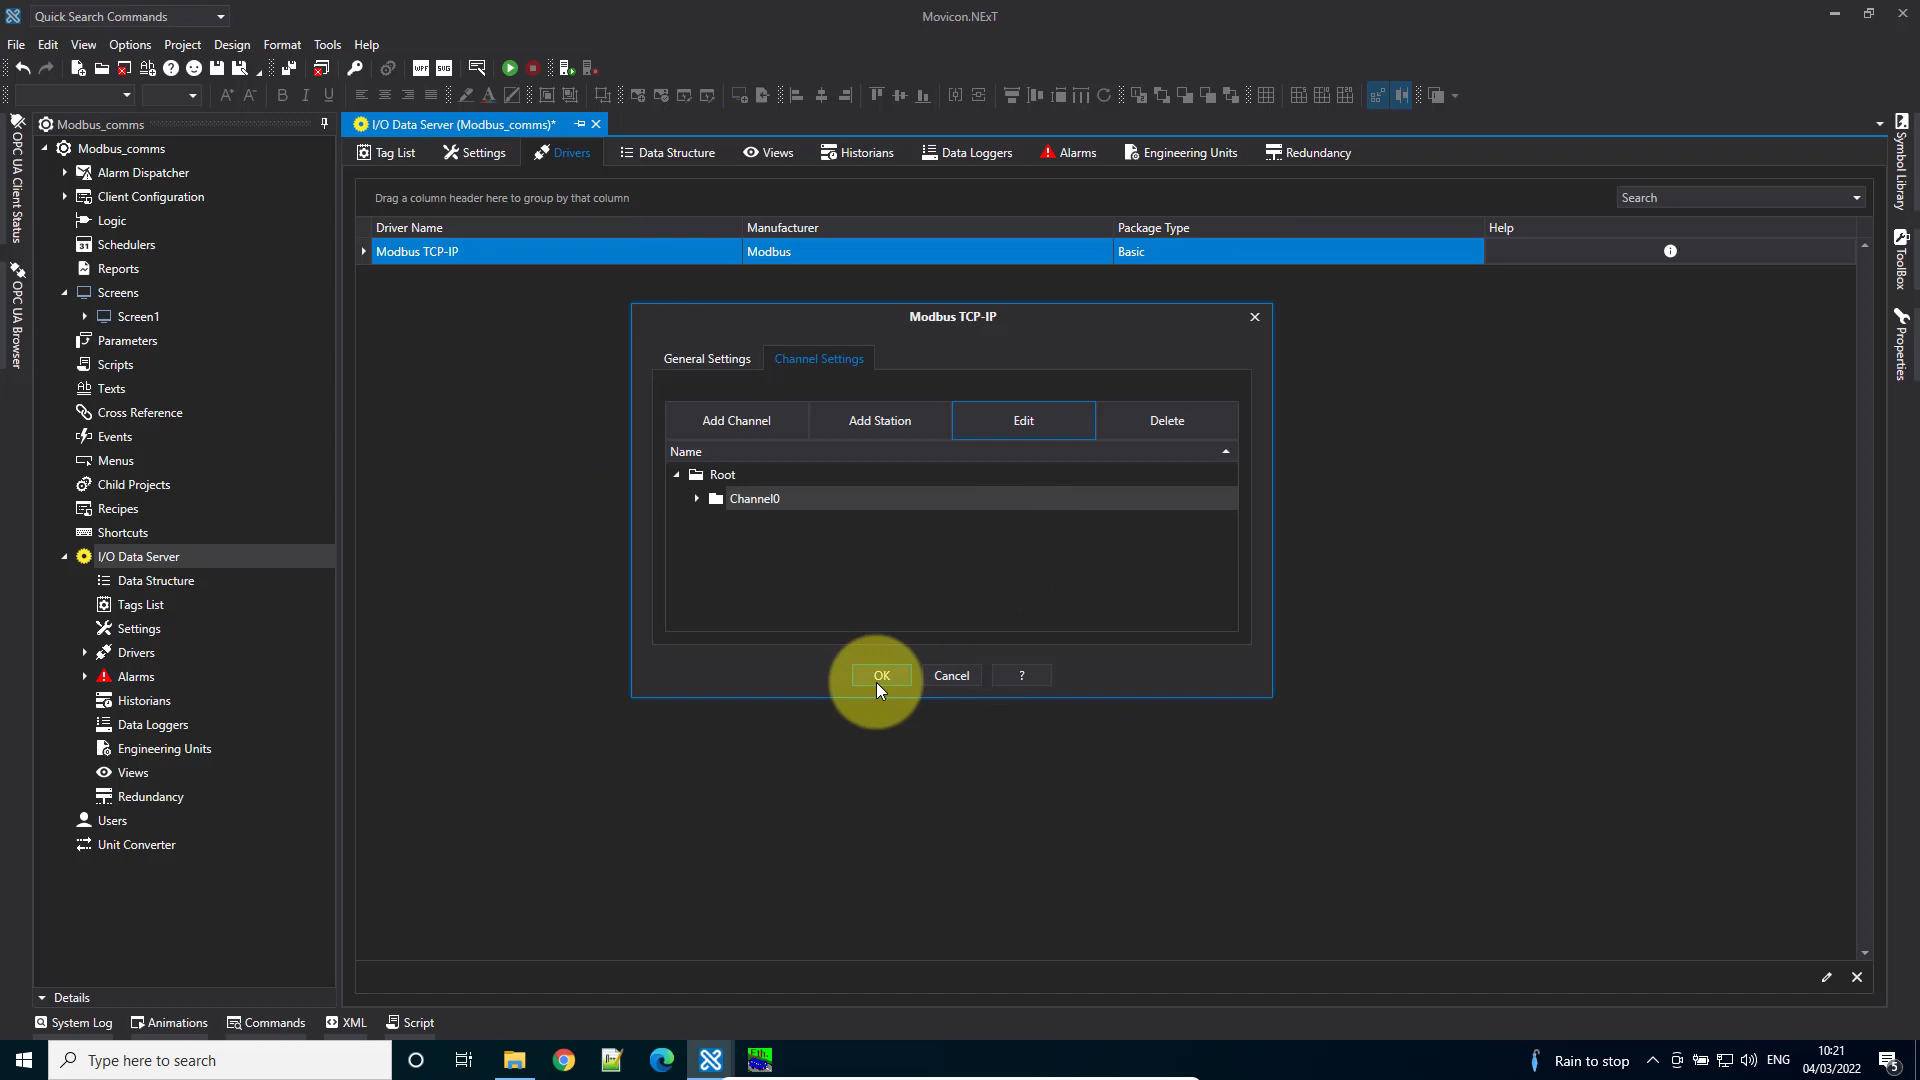 Quick Search Commands
Movicon.NExT
File Edit View Options Project Design Format Tools Help
WPF SVG
B I U
Modbus_comms
I/O Data Server (Modbus_comms)*
Tag List Settings Drivers Data Structure Views Historians Data Loggers Alarms Engineering Units Redundancy
OPC UA Client Status
OPC UA Browser
Modbus_comms
Alarm Dispatcher
Client Configuration
Logic
Schedulers
Reports
Screens
Screen1
Parameters
Scripts
Texts
Cross Reference
Events
Menus
Child Projects
Recipes
Shortcuts
I/O Data Server
Data Structure
Tags List
Settings
Drivers
Alarms
Historians
Data Loggers
Engineering Units
Views
Redundancy
Users
Unit Converter
Details
Drag a column header here to group by that column
Search
Driver Name Manufacturer Package Type Help
Modbus TCP-IP Modbus Basic
Modbus TCP-IP
General Settings Channel Settings
Add Channel Add Station Edit Delete
Name
Root
Channel0
OK Cancel ?
Symbol Library
ToolBox
Properties
System Log Animations Commands XML Script
Type here to search
Rain to stop
ENG
10:21
04/03/2022
5